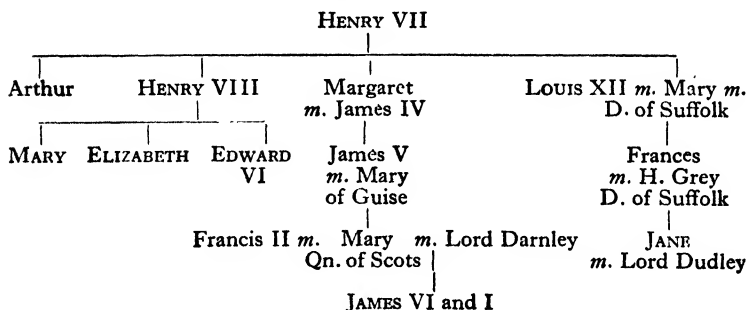 HENRY VII
Arthur HENRY VIII Margaret LOUIS XII m. Mary m.
m. James IV D. of Suffolk
MARY ELIZABETH EDWARD James V Frances
VI m. Mary m. H. Grey
of Guise D. of Suffolk
Francis II m. Mary m. Lord Darnley JANE
Qn. of Scots m. Lord Dudley
JAMES VI and I